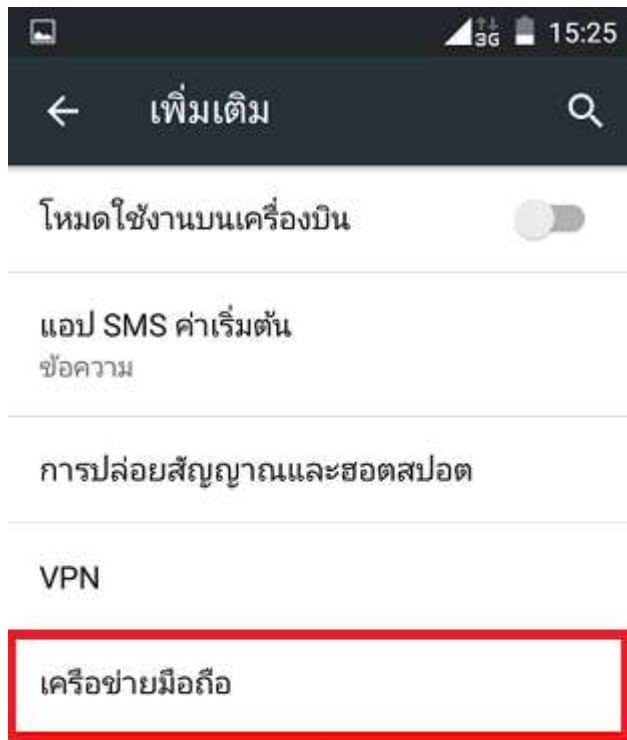 3G 15:25
เพิ่มเติม
โหมดใช้งานบนเครื่องบิน
แอป SMS ค่าเริ่มต้น
ข้อความ
การปล่อยสัญญาณและฮอตสปอต
VPN
เครือข่ายมือถือ